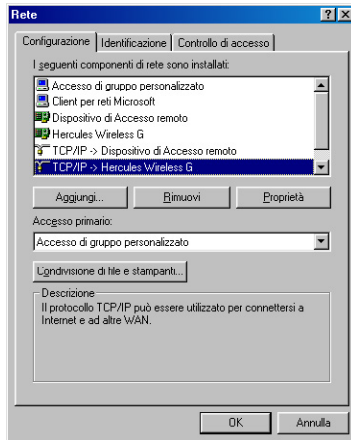 Rete
Configurazione Identificazione Controllo di accesso
I seguenti componenti di rete sono installati:
Accesso di gruppo personalizzato
Client per reti Microsoft
Dispositivo di Accesso remoto
Hercules Wireless G
TCP/IP -> Dispositivo di Accesso remoto
TCP/IP -> Hercules Wireless G
Aggiungi... Rimuovi Proprietà
Accesso primario:
Accesso di gruppo personalizzato
Condivisione di file e stampanti...
Descrizione
Il protocollo TCP/IP può essere utilizzato per connettersi a
Internet e ad altre WAN.
OK Annulla